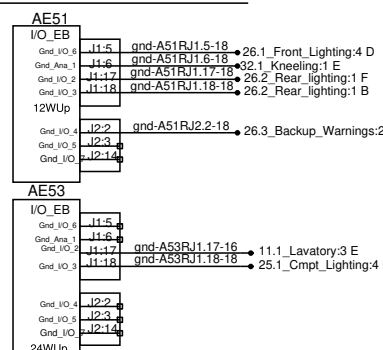 AE51
I/O_EB
Gnd_I/O_6 J1:5 gnd-A51RJ1.5-18 26.1_Front_Lighting:4 D
Gnd_Ana_1 J1:6 gnd-A51RJ1.6-18 32.1_Kneeling:1 E
Gnd_I/O_2 J1:17 gnd-A51RJ1.17-18 26.2_Rear_lighting:1 F
Gnd_I/O_3 J1:18 gnd-A51RJ1.18-18 26.2_Rear_lighting:1 B
12WUp
Gnd_I/O_4 J2:2 gnd-A51RJ2.2-18 26.3_Backup_Warnings:2
Gnd_I/O_5 J2:3
Gnd_I/O_ J2:14
AE53
I/O_EB
Gnd_I/O_6 J1:5
Gnd_Ana_1 J1:6
Gnd_I/O_2 J1:17 gnd-A53RJ1.17-16 11.1_Lavatory:3 E
Gnd_I/O_3 J1:18 gnd-A53RJ1.18-18 25.1_Cmpt_Lighting:4
Gnd_I/O_4 J2:2
Gnd_I/O_5 J2:3
Gnd_I/O_ J2:14
24WUp